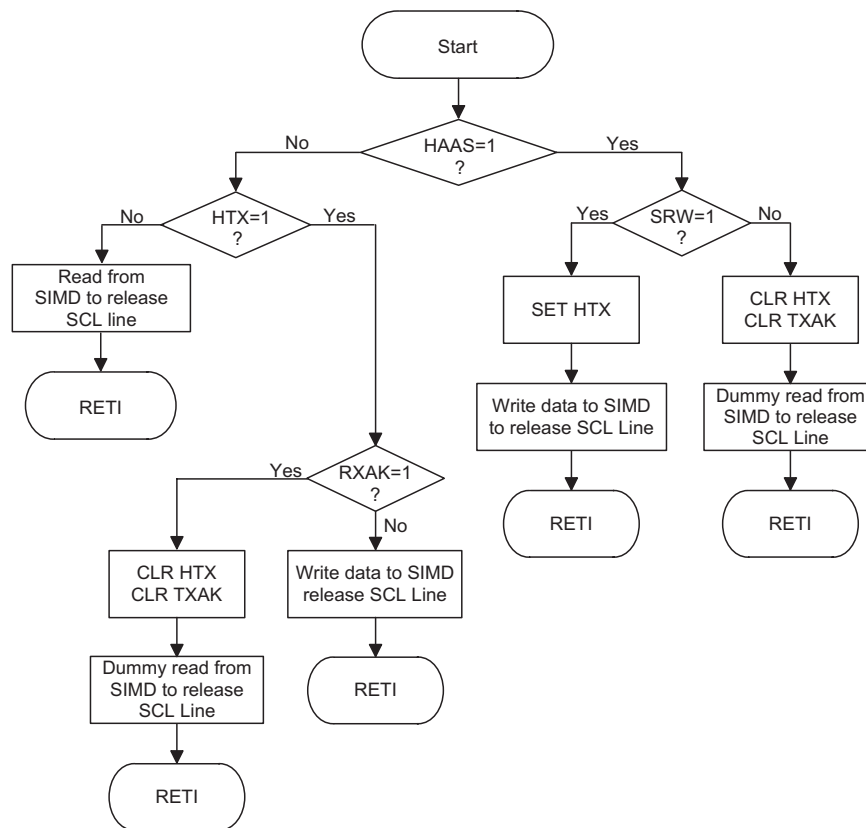 Start
HAAS=1
?
No
Yes
HTX=1
?
No
Yes
SRW=1
?
Yes
No
Read from
SIMD to release
SCL line
RETI
SET HTX
CLR HTX
CLR TXAK
Write data to SIMD
to release SCL Line
Dummy read from
SIMD to release
SCL Line
RETI
RETI
RXAK=1
?
Yes
No
CLR HTX
CLR TXAK
Write data to SIMD
release SCL Line
Dummy read from
SIMD to release
SCL Line
RETI
RETI